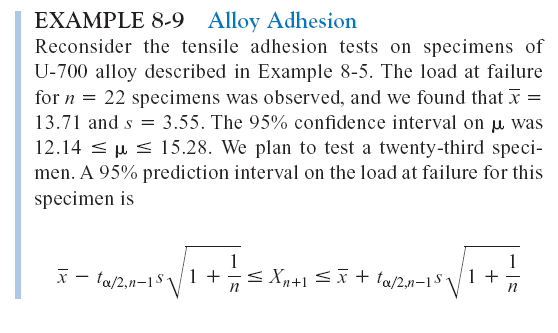 EXAMPLE 8-9 Alloy Adhesion
Reconsider the tensile adhesion tests on specimens of
U-700 alloy described in Example 8-5. The load at failure
for n = 22 specimens was observed, and we found that x̅ =
13.71 and s = 3.55. The 95% confidence interval on μ was
12.14 ≤ μ ≤ 15.28. We plan to test a twenty-third speci-
men. A 95% prediction interval on the load at failure for this
specimen is
x̅ − tα/2,n−1 s √(1 + 1/n) ≤ Xn+1 ≤ x̅ + tα/2,n−1 s √(1 + 1/n)